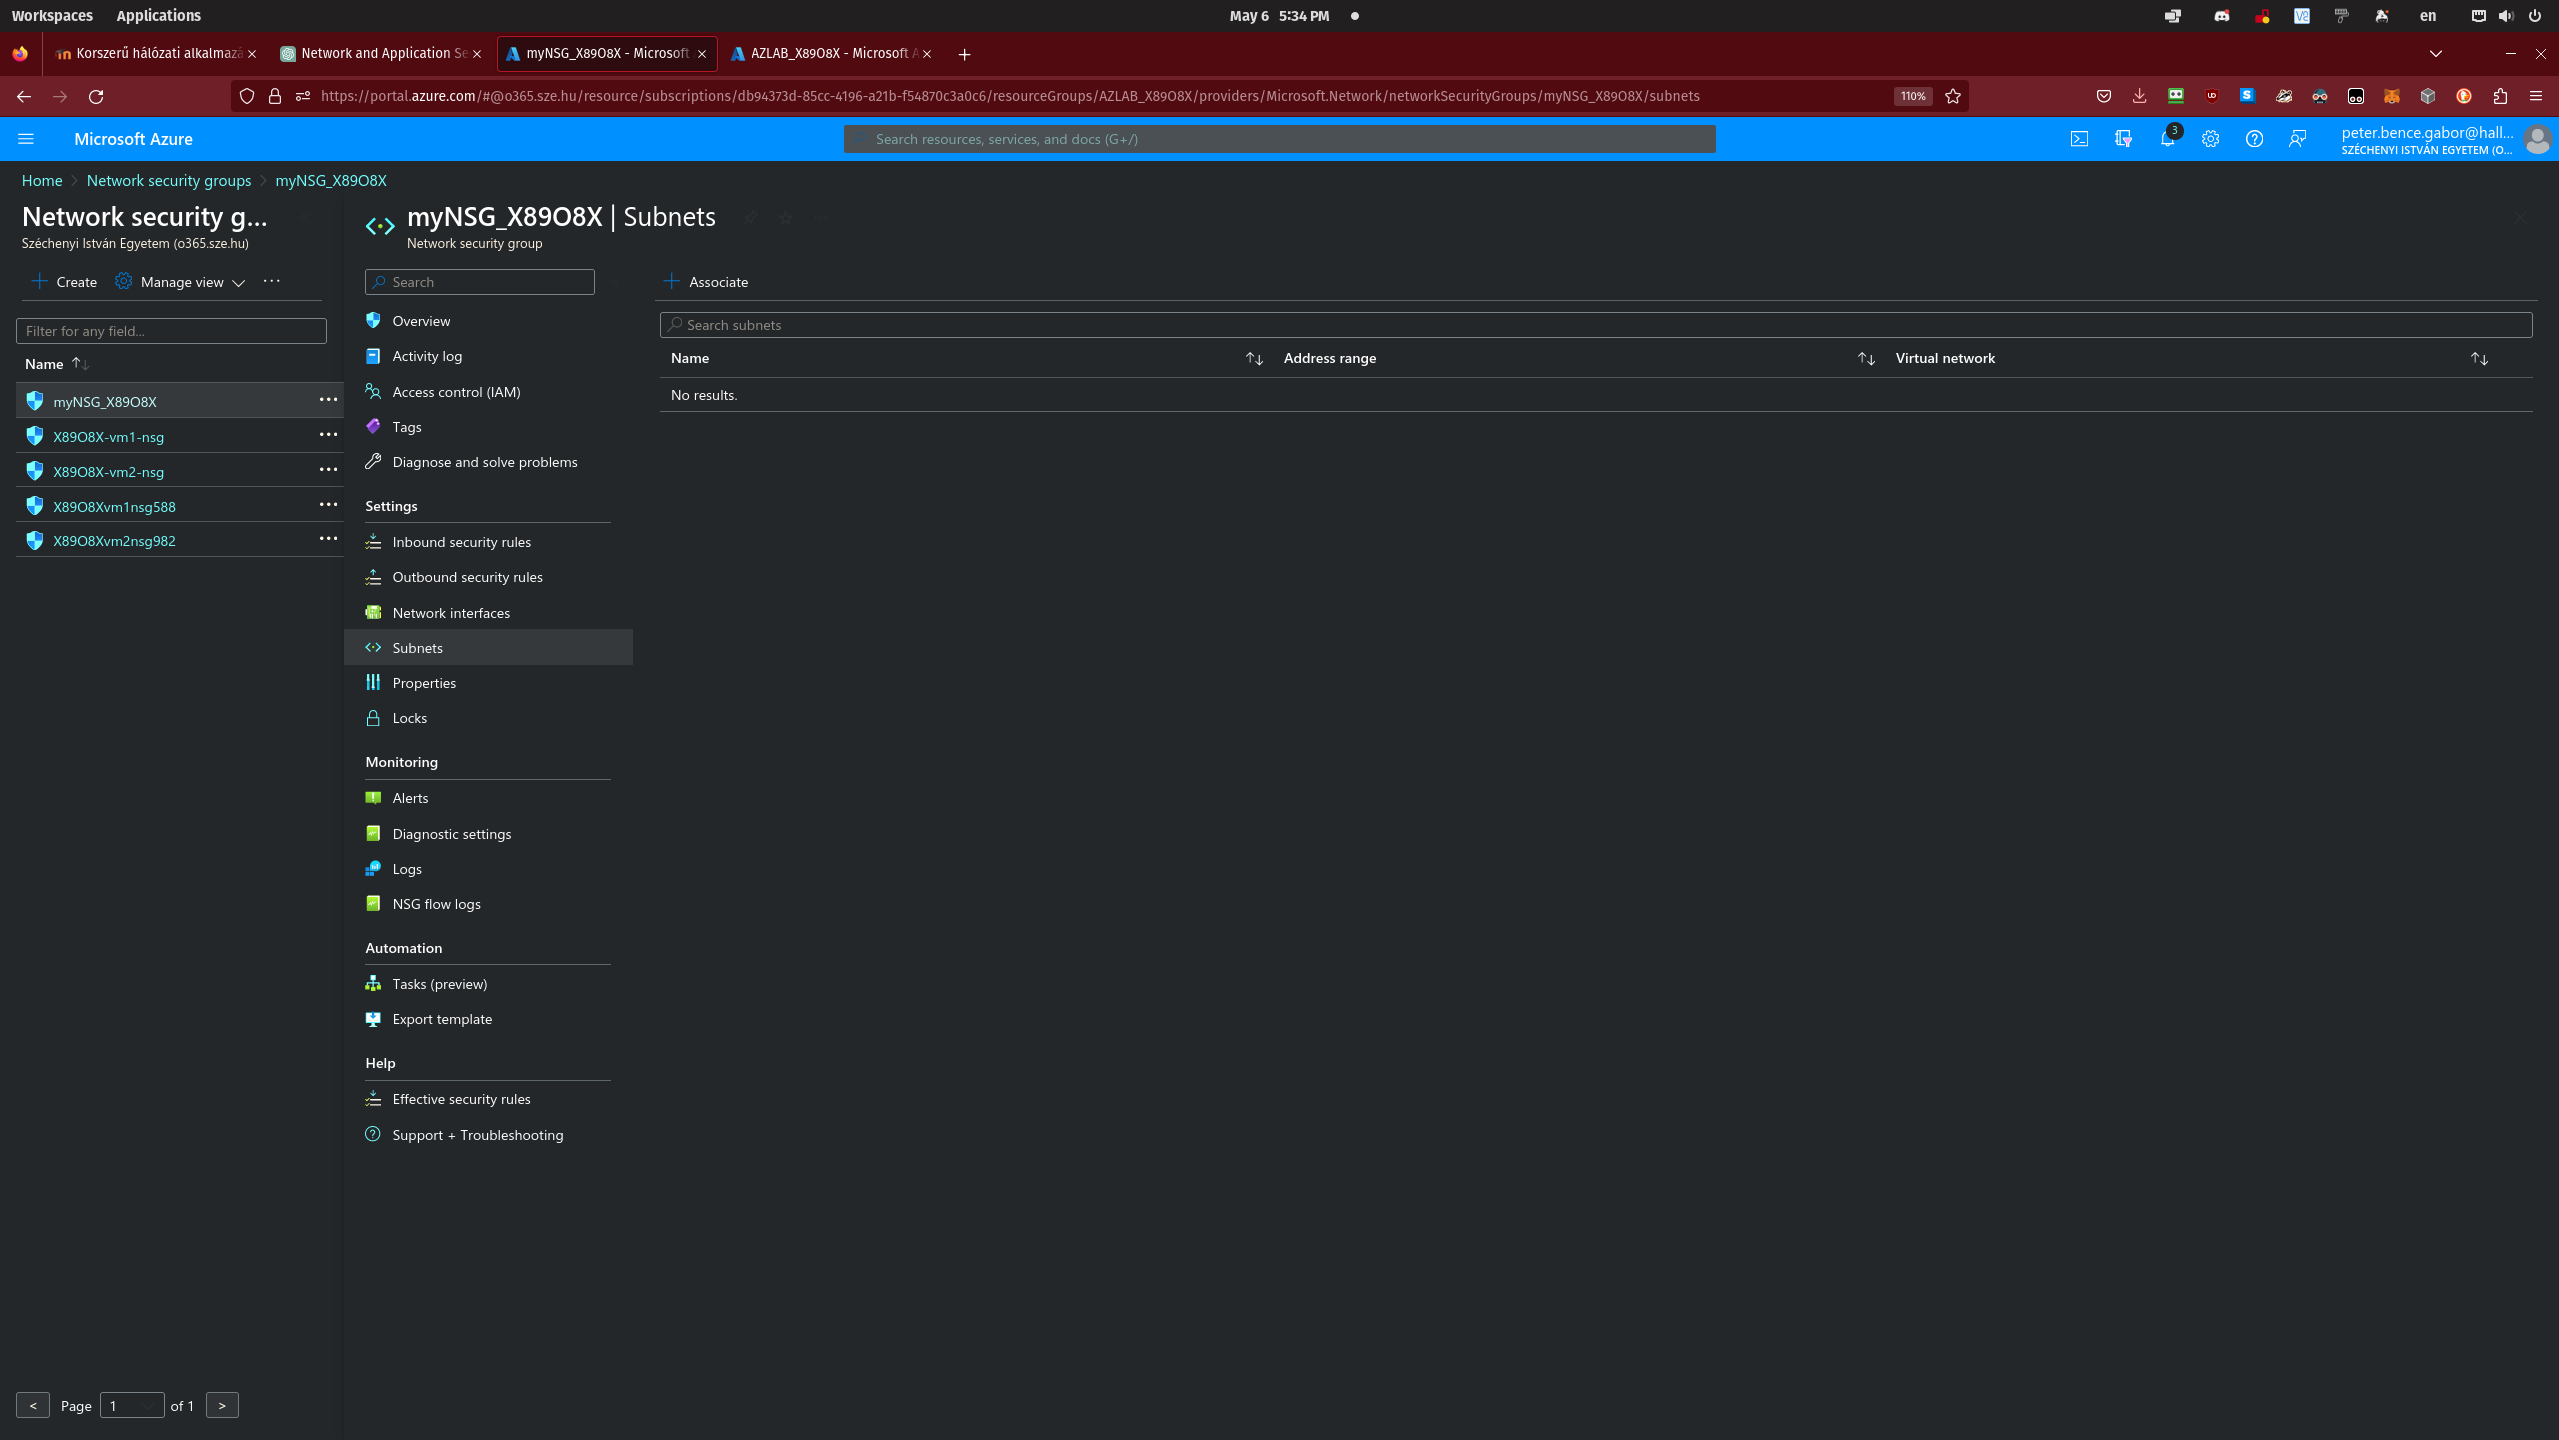 Workspaces Applications May 6 5:34 PM en
Korszerű hálózati alkalmazá Network and Application Se myNSG_X89O8X - Microsoft AZLAB_X89O8X - Microsoft A
https://portal.azure.com/#@o365.sze.hu/resource/subscriptions/db94373d-85cc-4196-a21b-f54870c3a0c6/resourceGroups/AZLAB_X89O8X/providers/Microsoft.Network/networkSecurityGroups/myNSG_X89O8X/subnets 110%
Microsoft Azure Search resources, services, and docs (G+/) 3 peter.bence.gabor@hall...
SZÉCHENYI ISTVÁN EGYETEM (O...
Home > Network security groups > myNSG_X89O8X
Network security g...
Széchenyi István Egyetem (o365.sze.hu)
Create Manage view ...
Filter for any field...
Name
myNSG_X89O8X
X89O8X-vm1-nsg
X89O8X-vm2-nsg
X89O8Xvm1nsg588
X89O8Xvm2nsg982
< Page 1 of 1 >
myNSG_X89O8X | Subnets
Network security group
Search
Overview
Activity log
Access control (IAM)
Tags
Diagnose and solve problems
Settings
Inbound security rules
Outbound security rules
Network interfaces
Subnets
Properties
Locks
Monitoring
Alerts
Diagnostic settings
Logs
NSG flow logs
Automation
Tasks (preview)
Export template
Help
Effective security rules
Support + Troubleshooting
Associate
Search subnets
Name Address range Virtual network
No results.